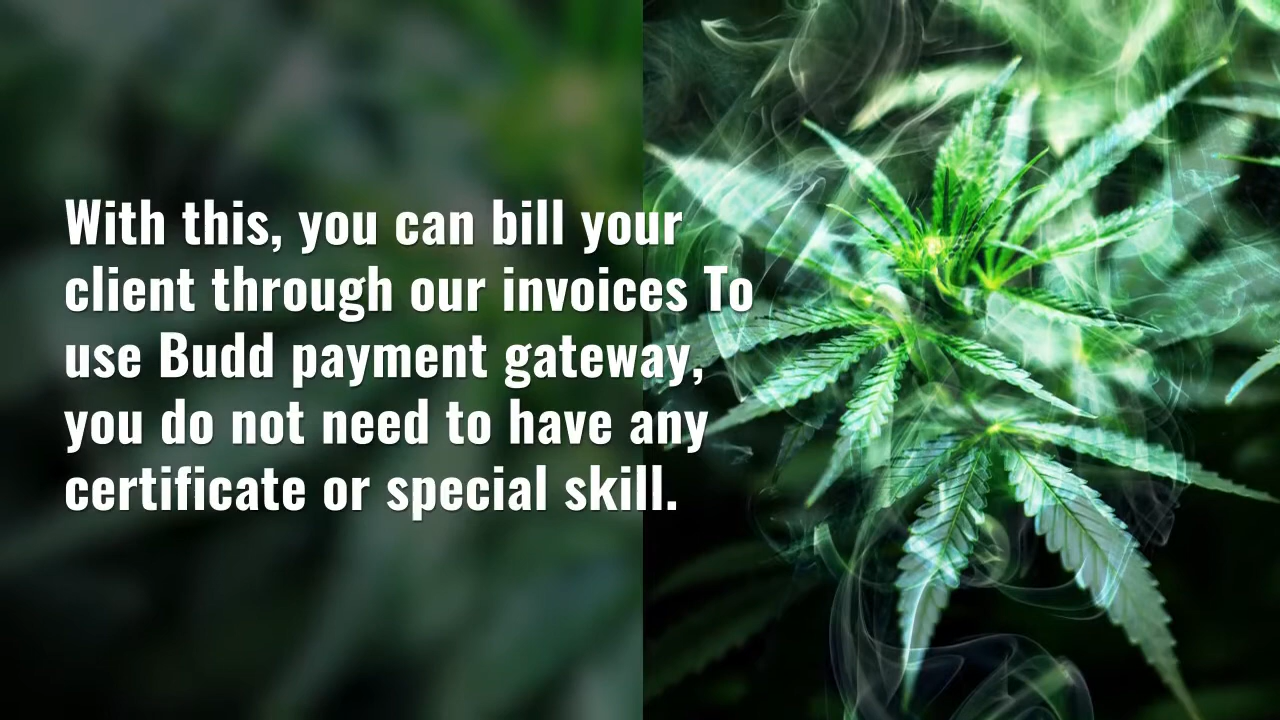 With this, you can bill your
client through our invoices To
use Budd payment gateway,
you do not need to have any
certificate or special skill.